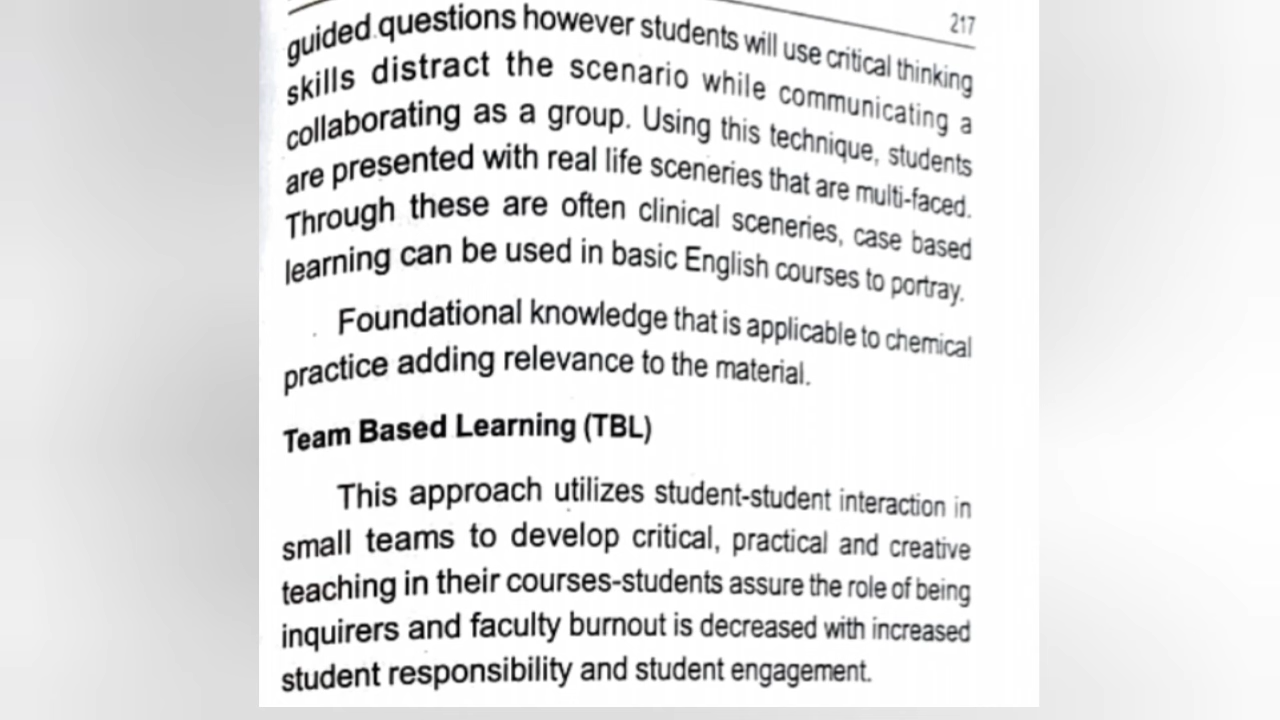 217
guided questions however students will use critical thinking
skills distract the scenario while communicating a
collaborating as a group. Using this technique, students
are presented with real life sceneries that are multi-faced.
Through these are often clinical sceneries, case based
learning can be used in basic English courses to portray.
Foundational knowledge that is applicable to chemical
practice adding relevance to the material.
Team Based Learning (TBL)
This approach utilizes student-student interaction in
small teams to develop critical, practical and creative
teaching in their courses-students assure the role of being
inquirers and faculty burnout is decreased with increased
student responsibility and student engagement.